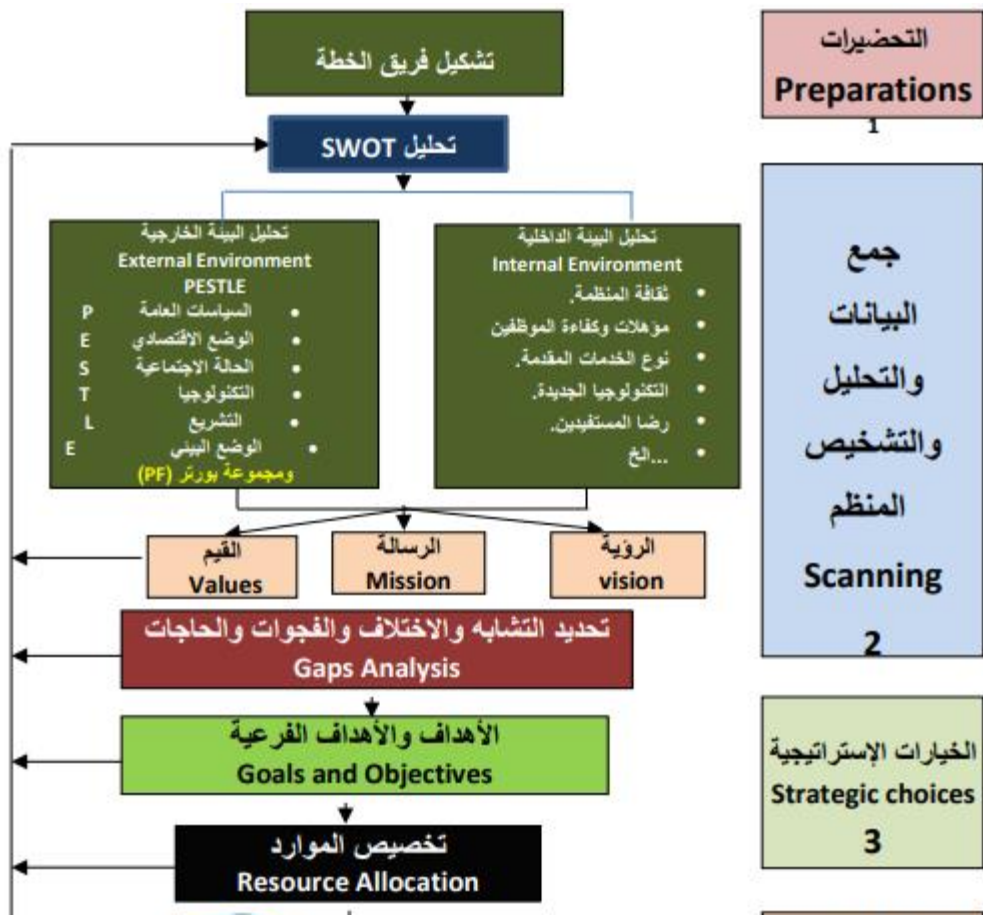 تشكيل فريق الخطة
التحضيرات
Preparations
1
تحليل SWOT
تحليل البيئة الخارجية
External Environment
PESTLE
السياسات العامة P
الوضع الاقتصادي E
الحالة الاجتماعية S
التكنولوجيا T
التشريع L
الوضع البيئي E
ومجموعة بورتر (PF)
تحليل البيئة الداخلية
Internal Environment
• ثقافة المنظمة.
• مؤهلات وكفاءة الموظفين
• نوع الخدمات المقدمة.
• التكنولوجيا الجديدة.
• رضا المستفيدين.
• ...الخ
جمع
البيانات
والتحليل
والتشخيص
المنظم
Scanning
2
الرؤية
vision
الرسالة
Mission
القيم
Values
تحديد التشابه والاختلاف والفجوات والحاجات
Gaps Analysis
الأهداف والأهداف الفرعية
Goals and Objectives
الخيارات الإستراتيجية
Strategic choices
3
تخصيص الموارد
Resource Allocation